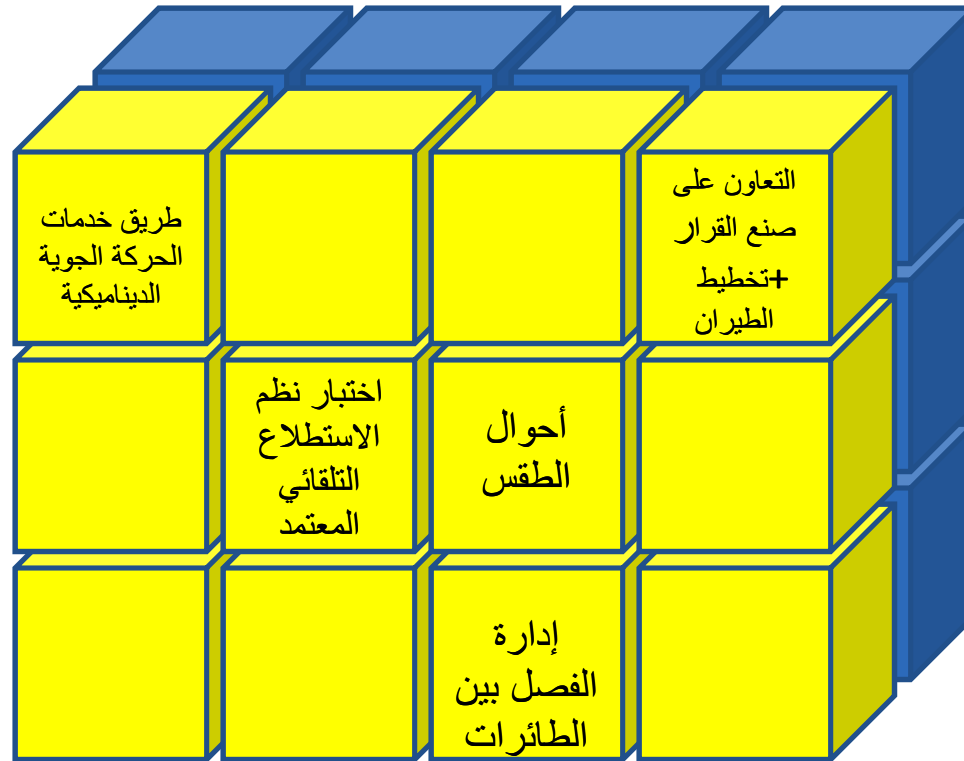 التعاون على
صنع القرار
+تخطيط
الطيران
طريق خدمات
الحركة الجوية
الديناميكية
أحوال
الطقس
اختبار نظم
الاستطلاع
التلقائي
المعتمد
إدارة
الفصل بين
الطائرات